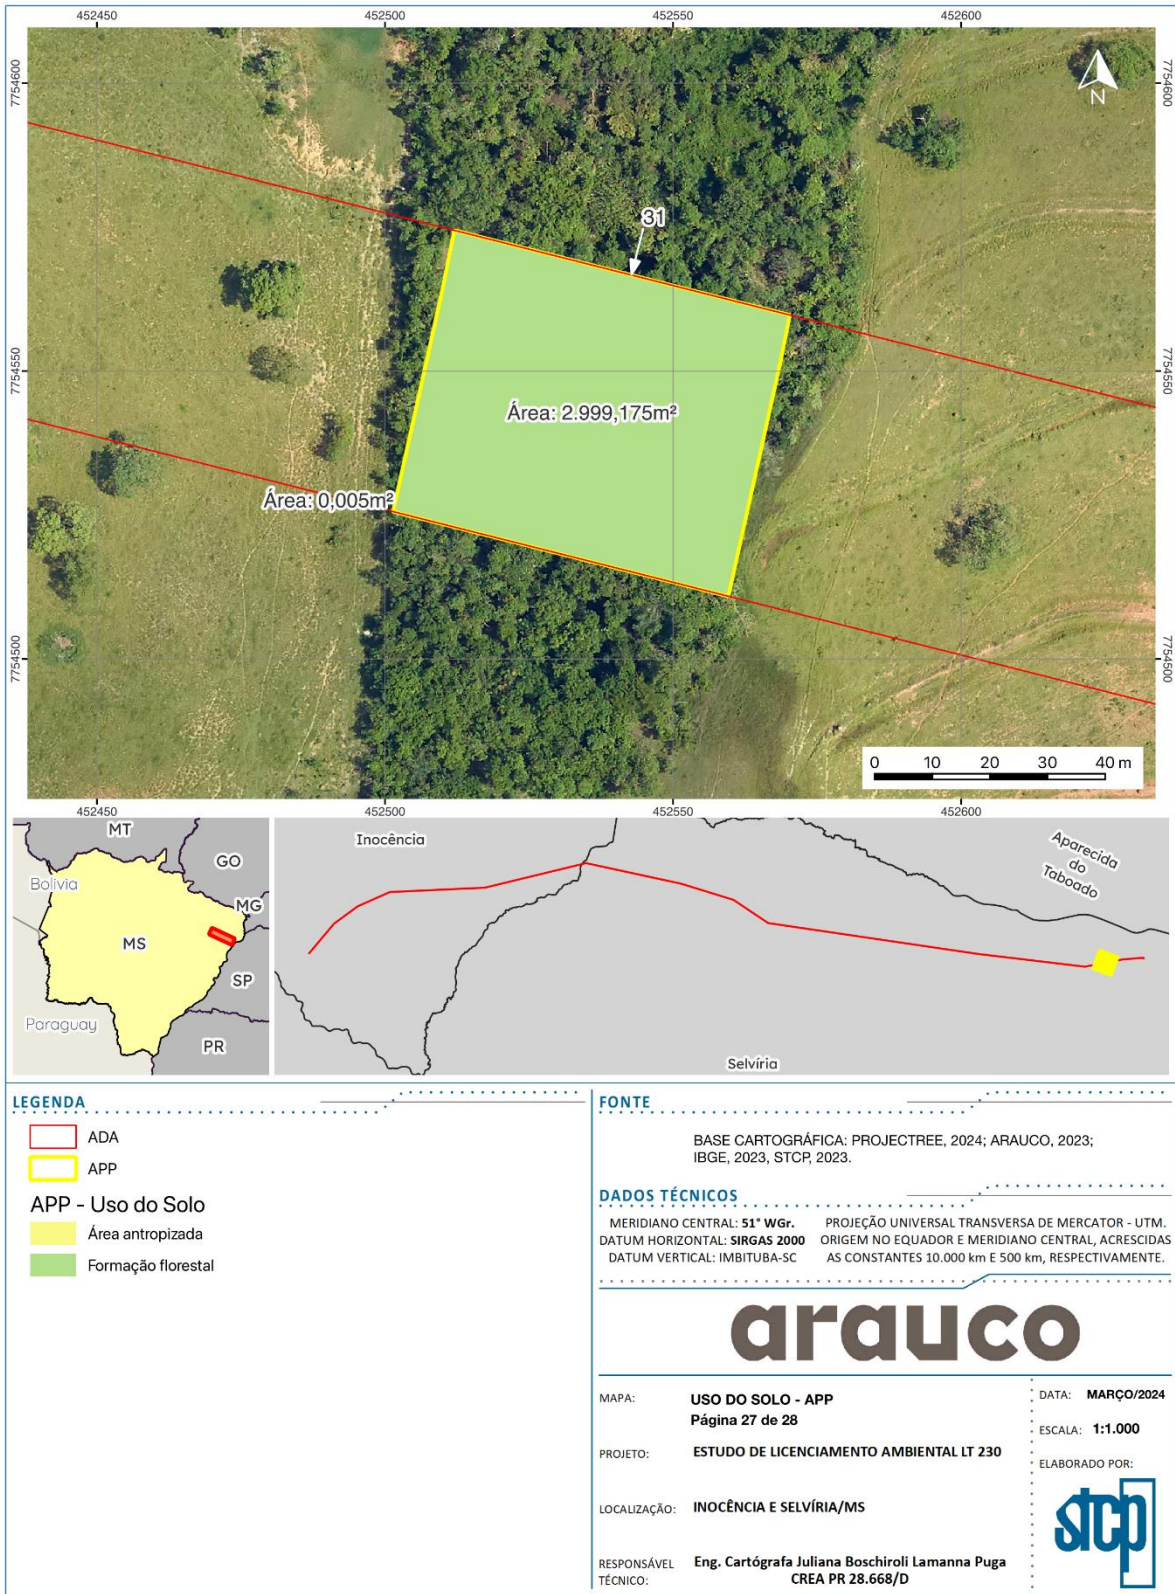 452450
452500
452550
452600
7754600
7754600
N
31
7754550
7754550
Área: 2.999,175m²
Área: 0,005m²
7754500
7754500
0 10 20 30 40 m
452450
452500
452550
452600
MT
GO
Bolivia
MG
MS
SP
Paraguay
PR
Inocência
Aparecida
do
Taboado
Selvíria
LEGENDA
ADA
APP
APP - Uso do Solo
Área antropizada
Formação florestal
FONTE
BASE CARTOGRÁFICA: PROJECTREE, 2024; ARAUCO, 2023;
IBGE, 2023, STCP, 2023.
DADOS TÉCNICOS
MERIDIANO CENTRAL: 51° WGr.
DATUM HORIZONTAL: SIRGAS 2000
DATUM VERTICAL: IMBITUBA-SC
PROJEÇÃO UNIVERSAL TRANSVERSA DE MERCATOR - UTM.
ORIGEM NO EQUADOR E MERIDIANO CENTRAL, ACRESCIDAS
AS CONSTANTES 10.000 km E 500 km, RESPECTIVAMENTE.
arauco
MAPA: USO DO SOLO - APP
Página 27 de 28
PROJETO: ESTUDO DE LICENCIAMENTO AMBIENTAL LT 230
LOCALIZAÇÃO: INOCÊNCIA E SELVÍRIA/MS
RESPONSÁVEL TÉCNICO: Eng. Cartógrafa Juliana Boschiroli Lamanna Puga
CREA PR 28.668/D
DATA: MARÇO/2024
ESCALA: 1:1.000
ELABORADO POR:
stcp